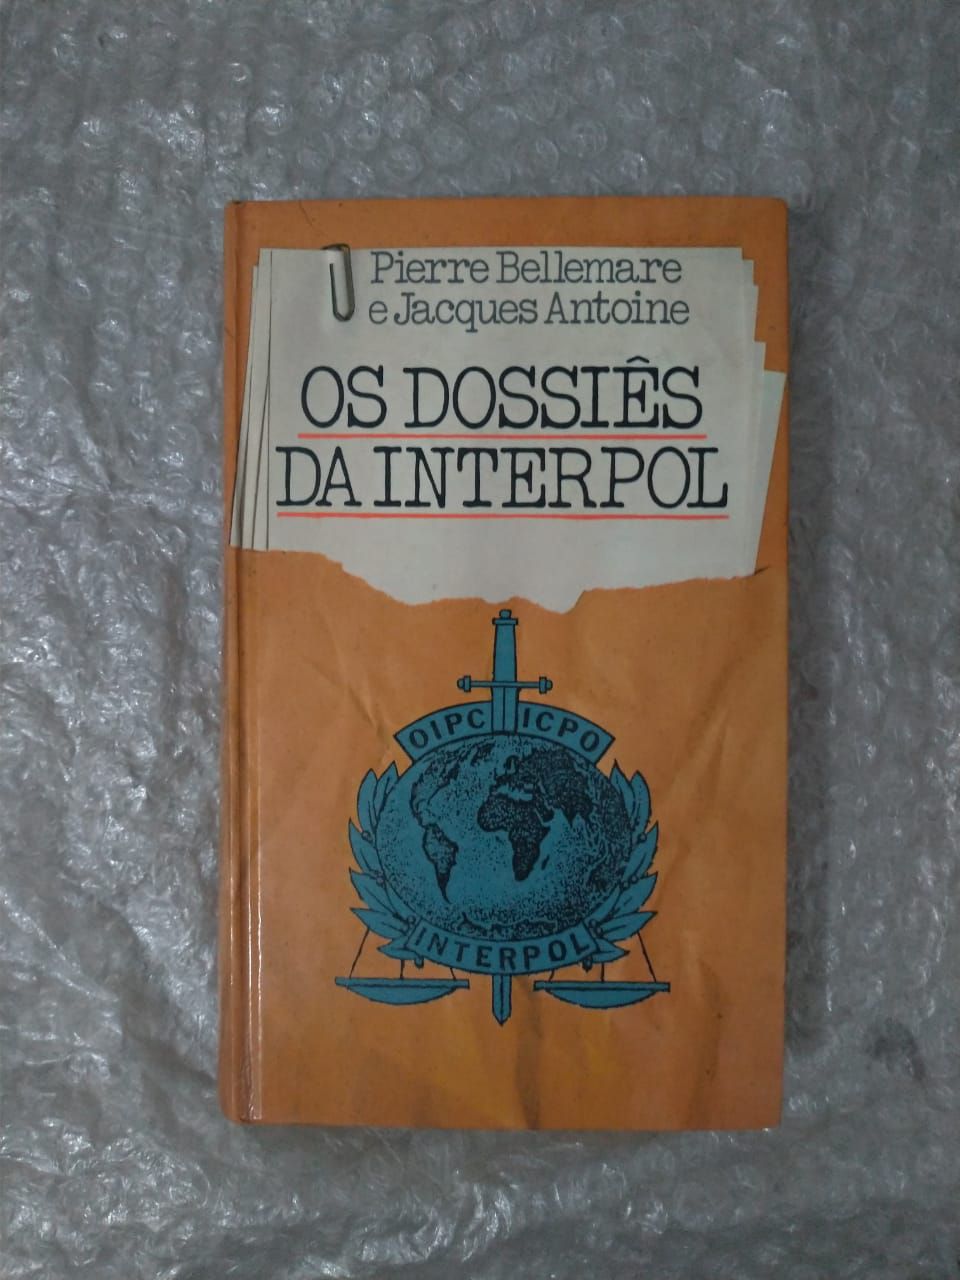 Pierre Bellemare
e Jacques Antoine
OS DOSSIÊS
DA INTERPOL
OIPC ICPO
INTERPOL